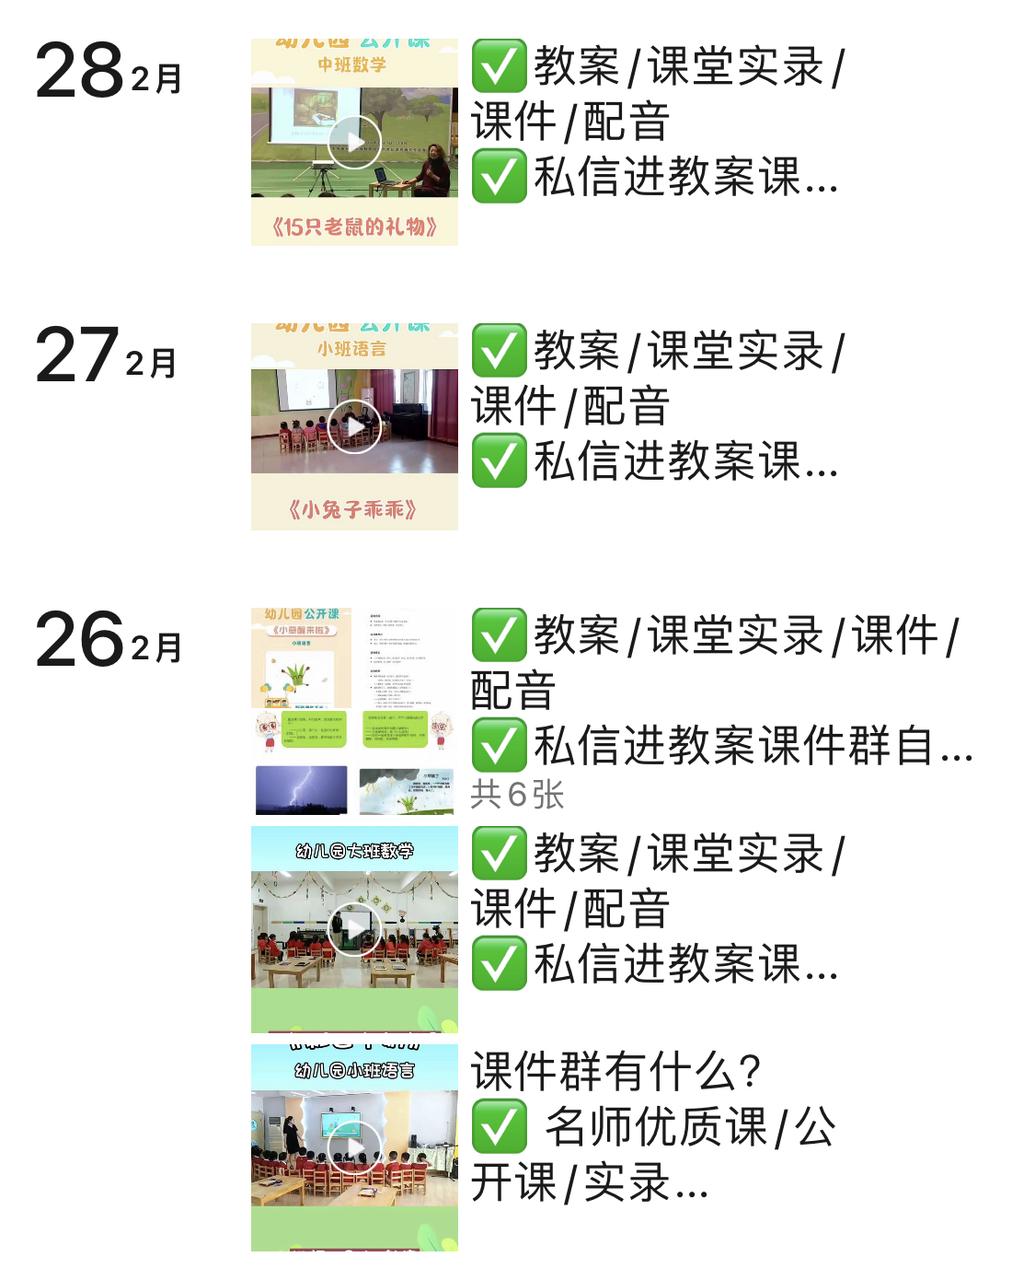 28 2月
幼儿园 公开课
中班数学
《15只老鼠的礼物》
✅教案/课堂实录/
课件/配音
✅私信进教案课...
27 2月
幼儿园 公开课
小班语言
《小兔子乖乖》
✅教案/课堂实录/
课件/配音
✅私信进教案课...
26 2月
幼儿园公开课
《小草醒来啦》
小班语言
✅教案/课堂实录/课件/
配音
✅私信进教案课件群自...
共6张
幼儿园大班数学
✅教案/课堂实录/
课件/配音
✅私信进教案课...
幼儿园小班语言
课件群有什么?
✅ 名师优质课/公
开课/实录...